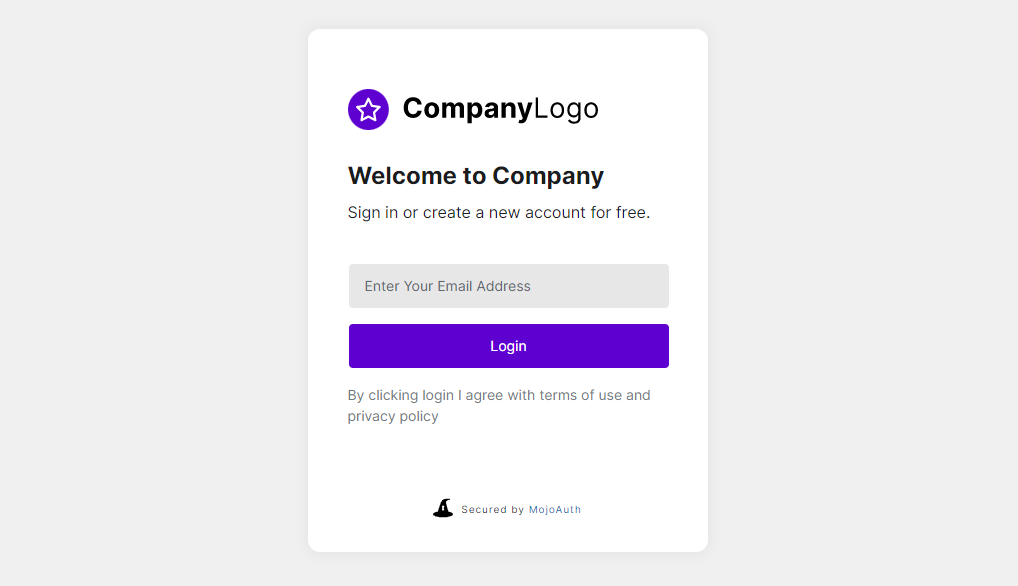 CompanyLogo
Welcome to Company
Sign in or create a new account for free.
Enter Your Email Address
Login
By clicking login I agree with terms of use and
privacy policy
Secured by MojoAuth